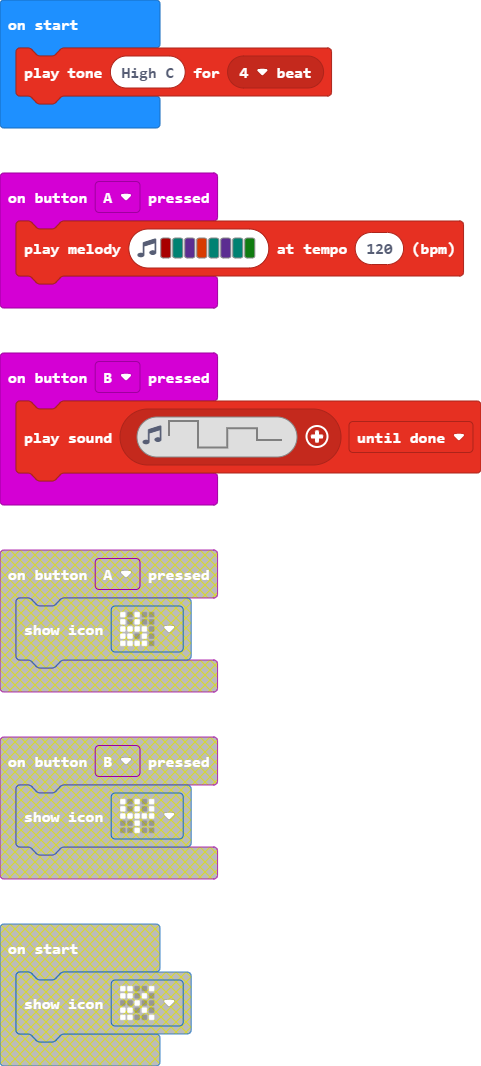 on start
play tone High C for 4 beat
on button A pressed
play melody at tempo 120 (bpm)
on button B pressed
play sound until done
on button A pressed
show icon
on button B pressed
show icon
on start
show icon